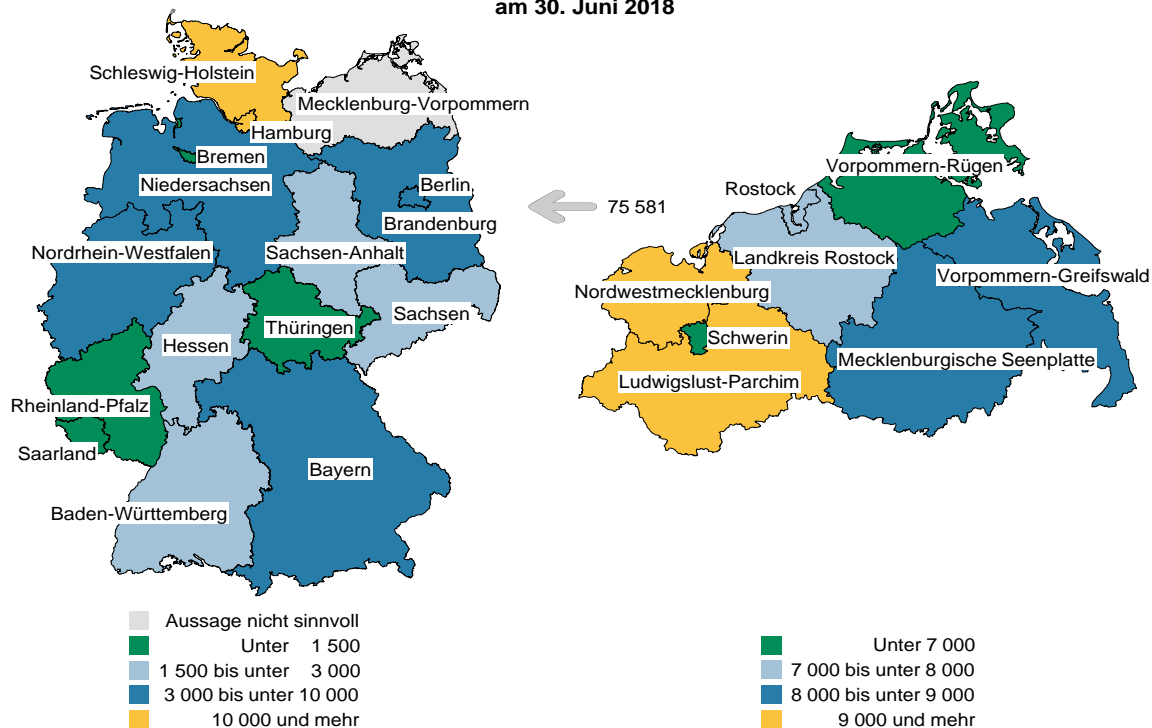 am 30. Juni 2018
Schleswig-Holstein
Mecklenburg-Vorpommern
Hamburg
Bremen
Niedersachsen
Berlin
Brandenburg
Nordrhein-Westfalen
Sachsen-Anhalt
Sachsen
Thüringen
Hessen
Rheinland-Pfalz
Saarland
Bayern
Baden-Württemberg
75 581
Vorpommern-Rügen
Rostock
Landkreis Rostock
Vorpommern-Greifswald
Nordwestmecklenburg
Schwerin
Mecklenburgische Seenplatte
Ludwigslust-Parchim
Aussage nicht sinnvoll
Unter 1 500
1 500 bis unter 3 000
3 000 bis unter 10 000
10 000 und mehr
Unter 7 000
7 000 bis unter 8 000
8 000 bis unter 9 000
9 000 und mehr